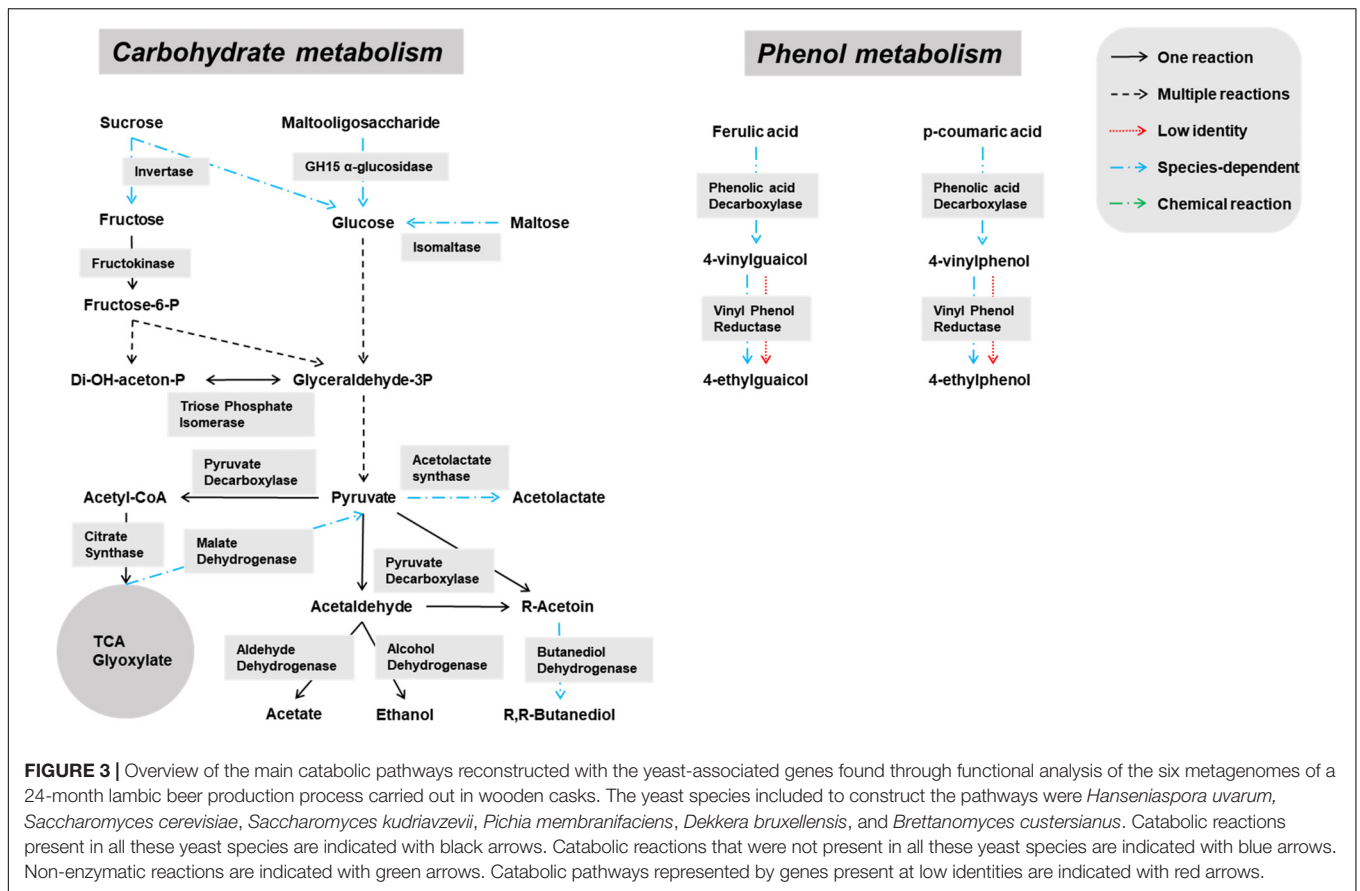 Carbohydrate metabolism
Phenol metabolism
One reaction
Multiple reactions
Low identity
Species-dependent
Chemical reaction
Sucrose
Maltooligosaccharide
Invertase
GH15 α-glucosidase
Fructose
Glucose
Maltose
Isomaltase
Fructokinase
Fructose-6-P
Di-OH-aceton-P
Glyceraldehyde-3P
Triose Phosphate
Isomerase
Pyruvate
Decarboxylase
Acetolactate
synthase
Acetyl-CoA
Pyruvate
Acetolactate
Citrate
Synthase
Malate
Dehydrogenase
Pyruvate
Decarboxylase
Acetaldehyde
R-Acetoin
TCA
Glyoxylate
Aldehyde
Dehydrogenase
Alcohol
Dehydrogenase
Butanediol
Dehydrogenase
Acetate
Ethanol
R,R-Butanediol
Ferulic acid
p-coumaric acid
Phenolic acid
Decarboxylase
Phenolic acid
Decarboxylase
4-vinylguaicol
4-vinylphenol
Vinyl Phenol
Reductase
Vinyl Phenol
Reductase
4-ethylguaicol
4-ethylphenol
FIGURE 3 | Overview of the main catabolic pathways reconstructed with the yeast-associated genes found through functional analysis of the six metagenomes of a
24-month lambic beer production process carried out in wooden casks. The yeast species included to construct the pathways were Hanseniaspora uvarum,
Saccharomyces cerevisiae, Saccharomyces kudriavzevii, Pichia membranifaciens, Dekkera bruxellensis, and Brettanomyces custersianus. Catabolic reactions
present in all these yeast species are indicated with black arrows. Catabolic reactions that were not present in all these yeast species are indicated with blue arrows.
Non-enzymatic reactions are indicated with green arrows. Catabolic pathways represented by genes present at low identities are indicated with red arrows.